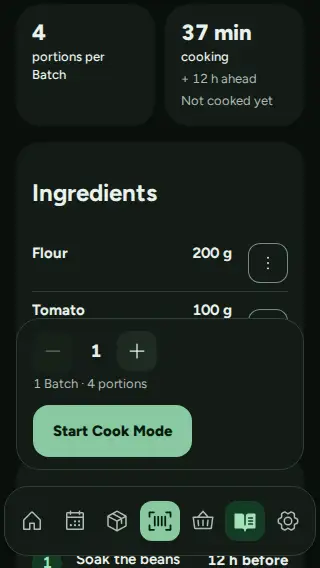 4
portions per
Batch
37 min
cooking
+ 12 h ahead
Not cooked yet
Ingredients
Flour 200 g
Tomato 100 g
1
1 Batch · 4 portions
Start Cook Mode
1 Soak the beans 12 h before